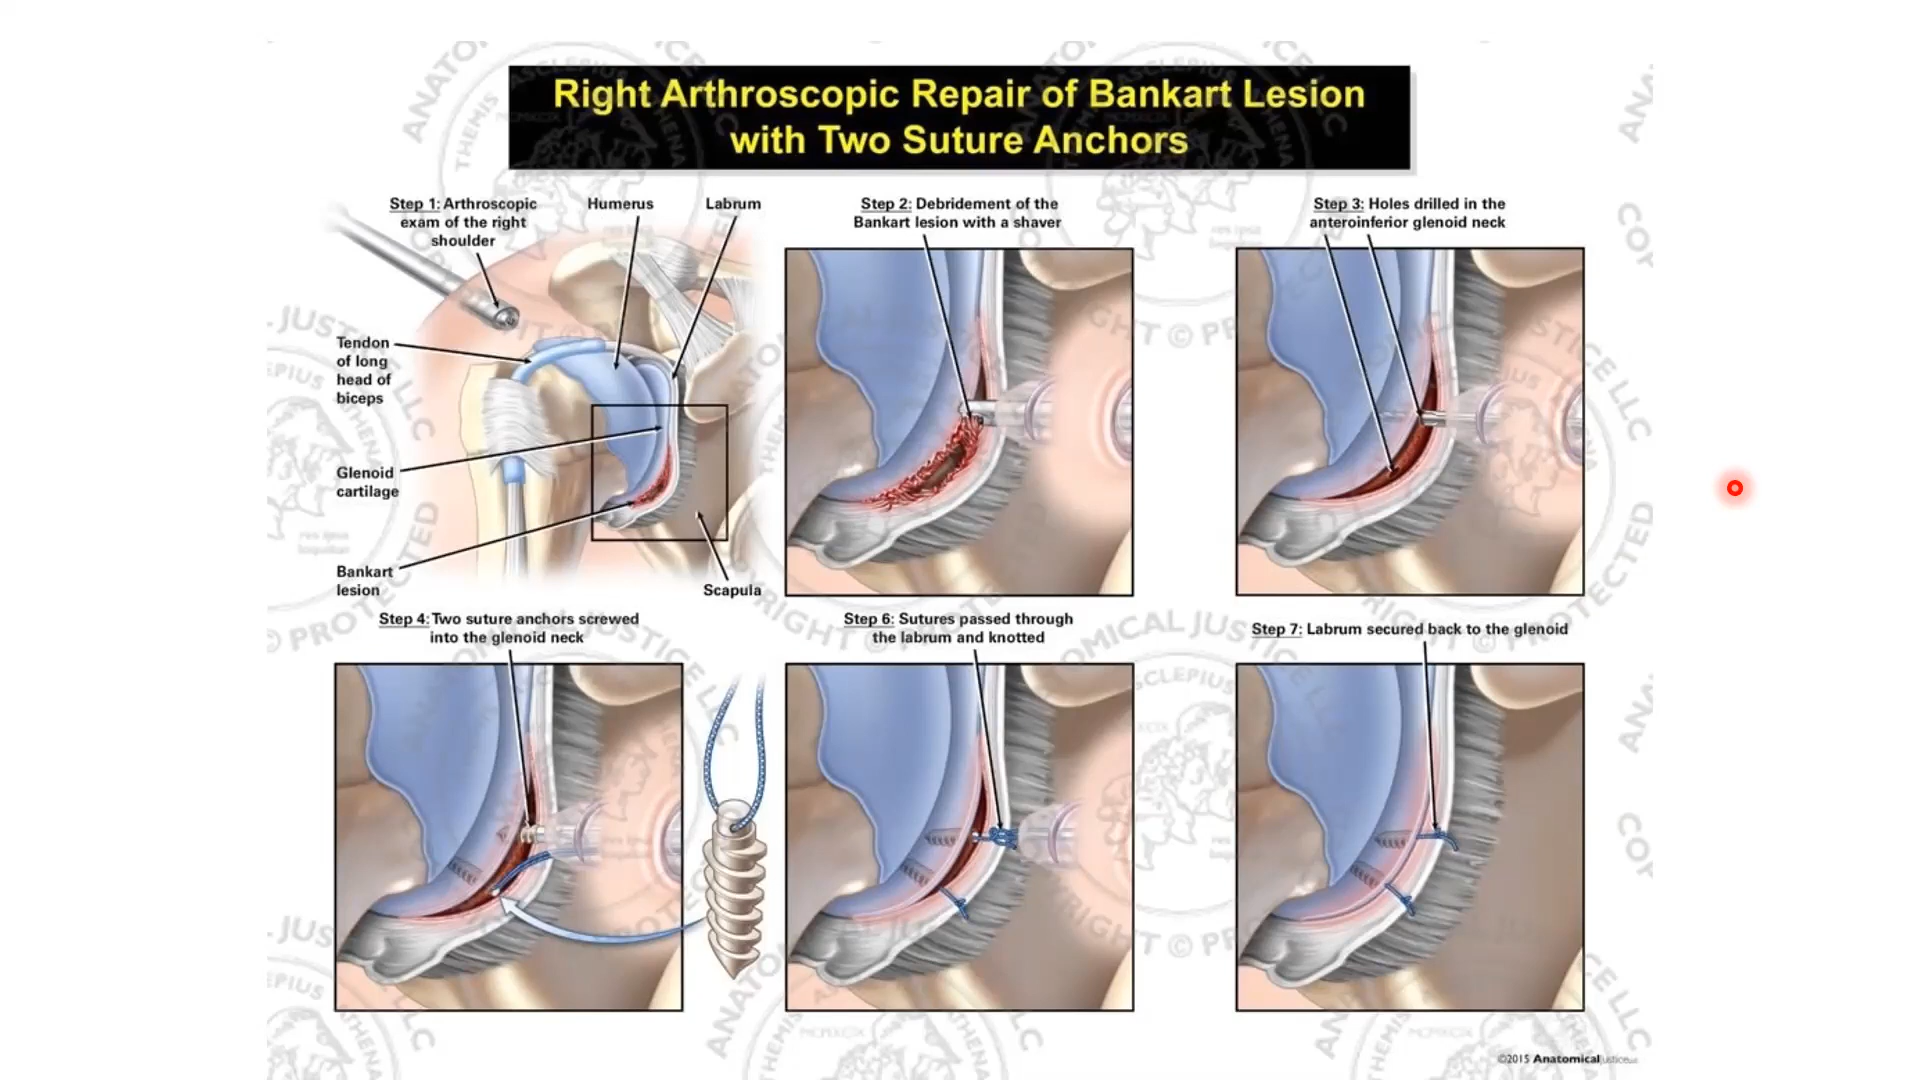 Right Arthroscopic Repair of Bankart Lesion
with Two Suture Anchors
Step 1: Arthroscopic
exam of the right
shoulder
Humerus
Labrum
Tendon
of long
head of
biceps
Glenoid
cartilage
Bankart
lesion
Scapula
Step 2: Debridement of the
Bankart lesion with a shaver
Step 3: Holes drilled in the
anteroinferior glenoid neck
Step 4: Two suture anchors screwed
into the glenoid neck
Step 6: Sutures passed through
the labrum and knotted
Step 7: Labrum secured back to the glenoid
©2015 AnatomicalJustice